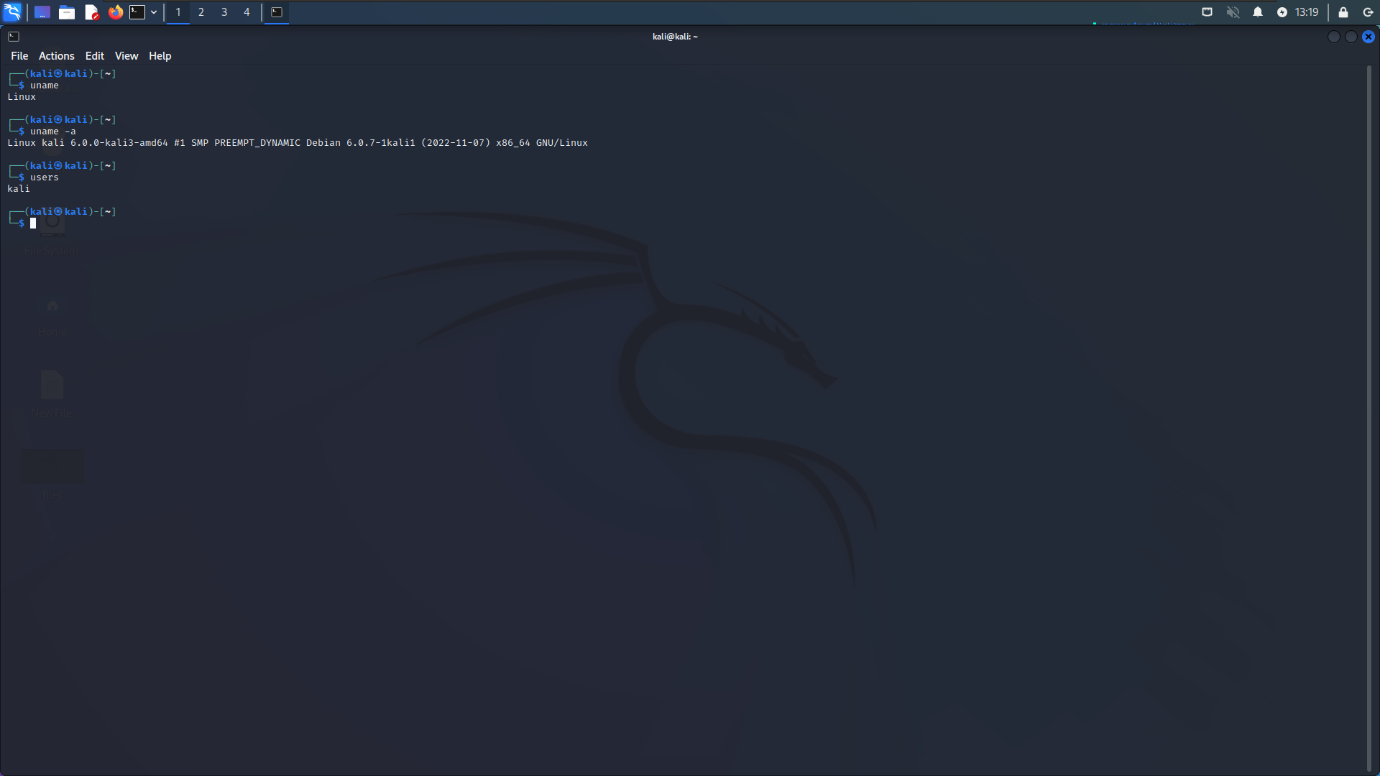 1 2 3 4 13:19
kali@kali: ~
File Actions Edit View Help
┌──(kali㉿kali)-[~]
└─$ uname
Linux
┌──(kali㉿kali)-[~]
└─$ uname -a
Linux kali 6.0.0-kali3-amd64 #1 SMP PREEMPT_DYNAMIC Debian 6.0.7-1kali1 (2022-11-07) x86_64 GNU/Linux
┌──(kali㉿kali)-[~]
└─$ users
kali
┌──(kali㉿kali)-[~]
└─$